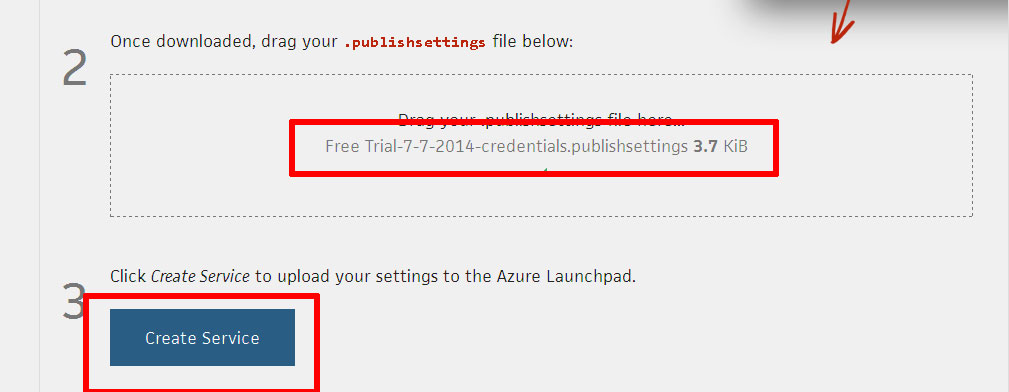 Once downloaded, drag your .publishsettings file below:
2
Drag your .publishsettings file here...
Free Trial-7-7-2014-credentials.publishsettings 3.7 KiB
Click Create Service to upload your settings to the Azure Launchpad.
3
Create Service